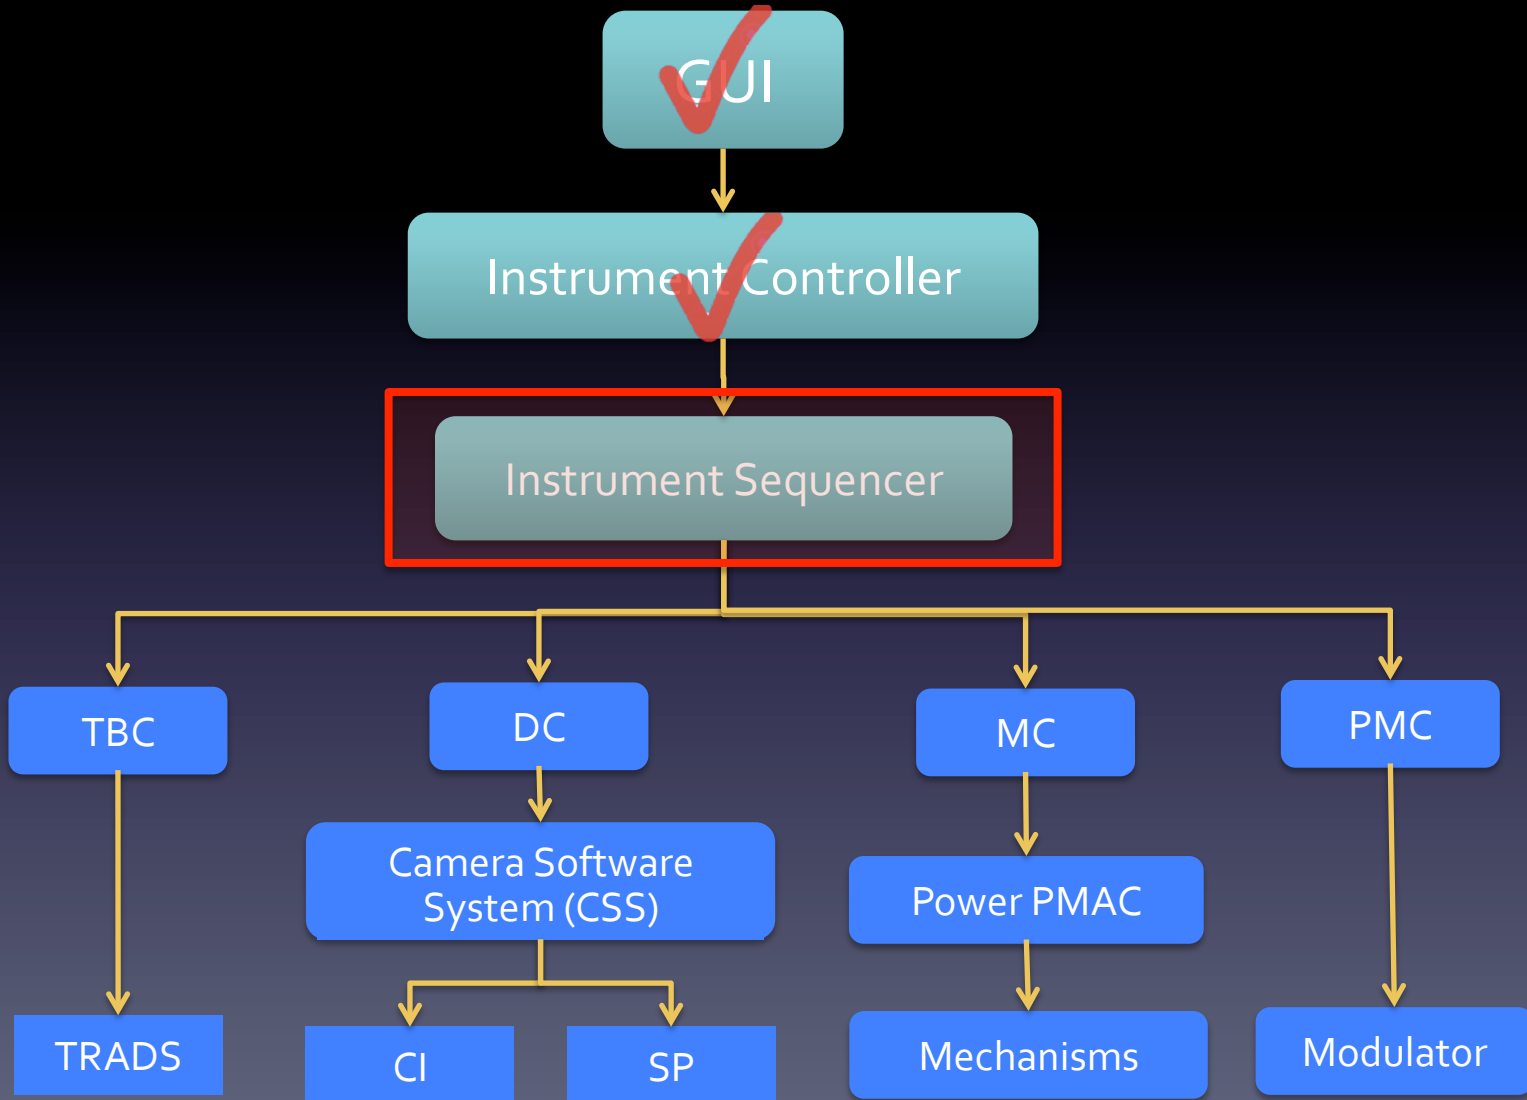 GUI
Instrument Controller
Instrument Sequencer
TBC
DC
MC
PMC
Camera Software
System (CSS)
Power PMAC
TRADS
CI
SP
Mechanisms
Modulator